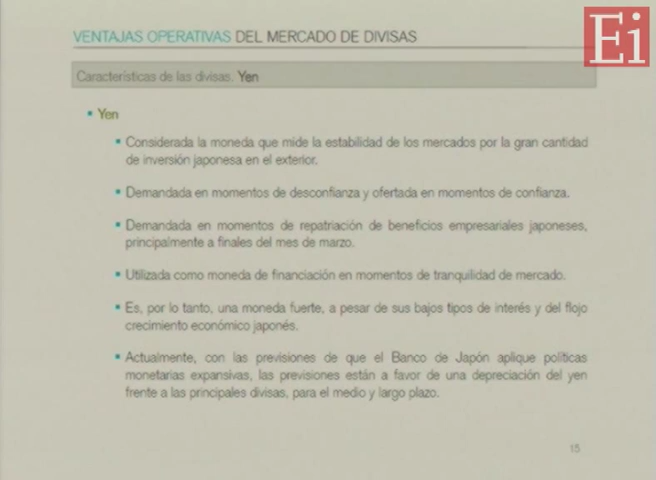 Ei
VENTAJAS OPERATIVAS DEL MERCADO DE DIVISAS
Características de las divisas. Yen
▪ Yen
▪ Considerada la moneda que mide la estabilidad de los mercados por la gran cantidad
de inversión japonesa en el exterior.
▪ Demandada en momentos de desconfianza y ofertada en momentos de confianza.
▪ Demandada en momentos de repatriación de beneficios empresariales japoneses,
principalmente a finales del mes de marzo.
▪ Utilizada como moneda de financiación en momentos de tranquilidad de mercado.
▪ Es, por lo tanto, una moneda fuerte, a pesar de sus bajos tipos de interés y del flojo
crecimiento económico japonés.
▪ Actualmente, con las previsiones de que el Banco de Japón aplique políticas
monetarias expansivas, las previsiones están a favor de una depreciación del yen
frente a las principales divisas, para el medio y largo plazo.
15